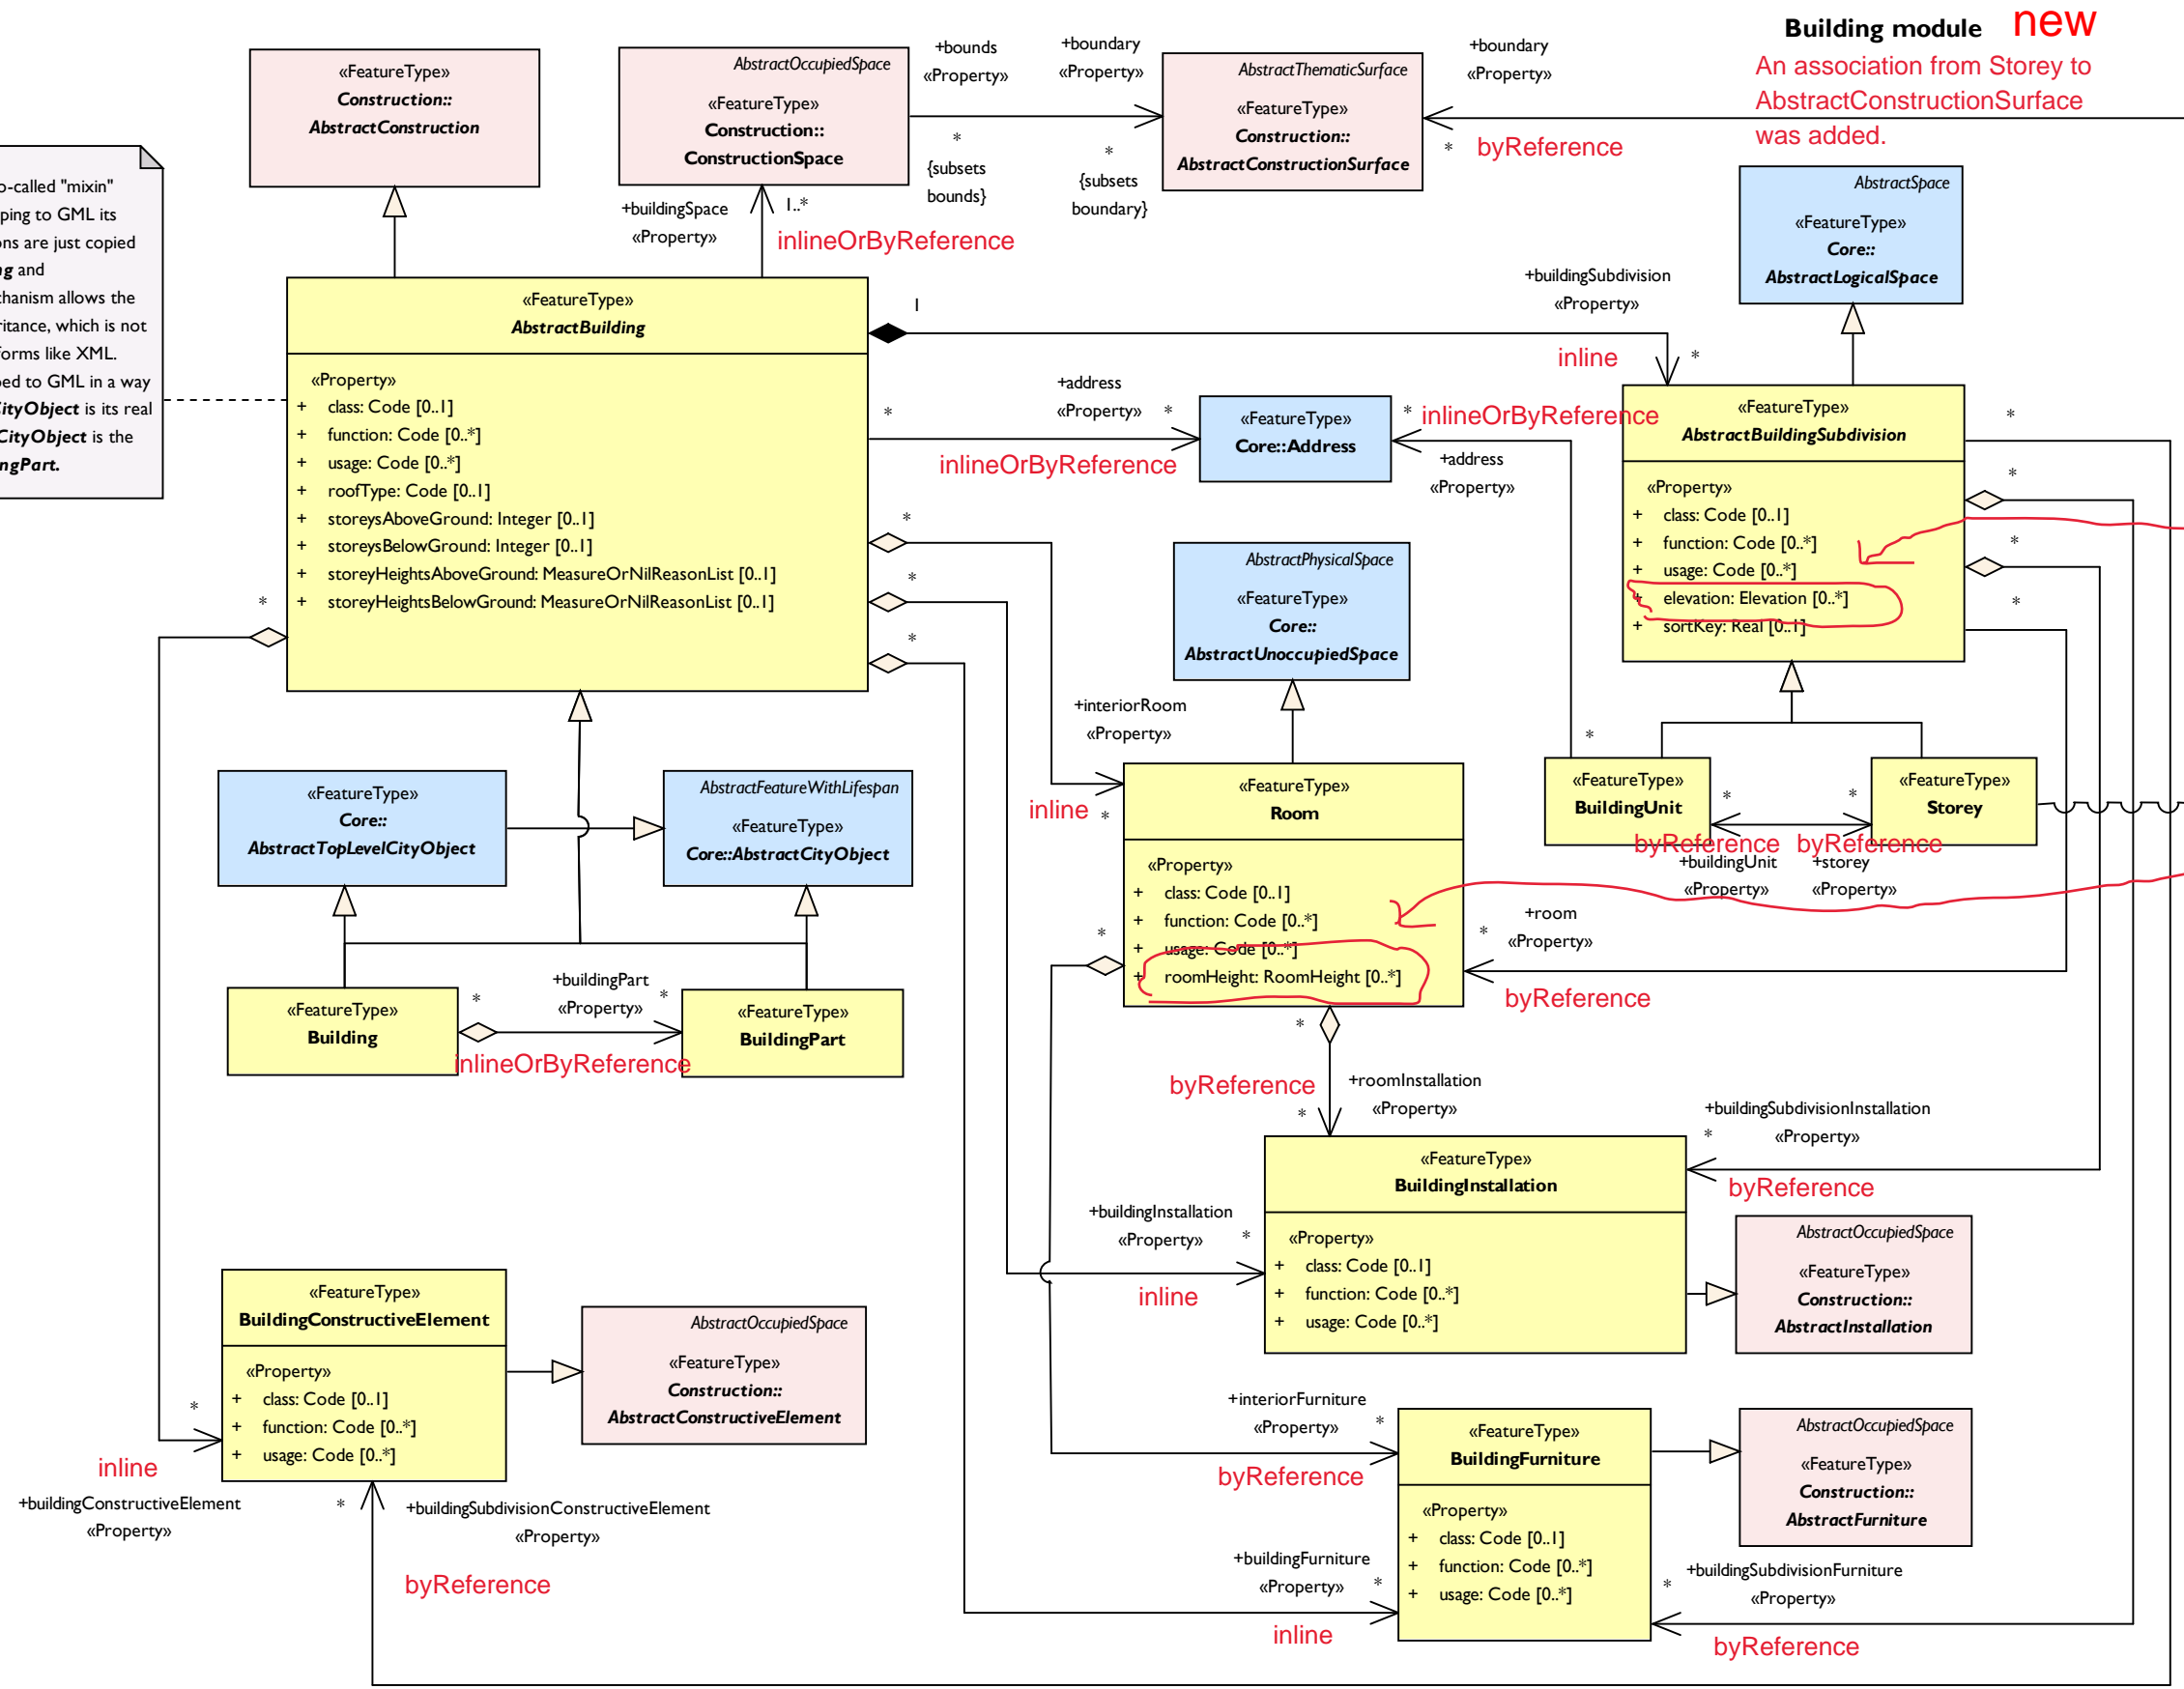 Building module new
An association from Storey to
AbstractConstructionSurface
was added.
«FeatureType»
Construction::
AbstractConstruction
AbstractOccupiedSpace
«FeatureType»
Construction::
ConstructionSpace
+bounds
«Property»
*
{subsets
bounds}
+boundary
«Property»
*
{subsets
boundary}
AbstractThematicSurface
«FeatureType»
Construction::
AbstractConstructionSurface
+boundary
«Property»
*
byReference
"mixin"
to GML its
are just copied
and
allows the
which is not
like XML.
to GML in a way
is its real
is the
+buildingSpace
«Property»
1..*
inlineOrByReference
AbstractSpace
«FeatureType»
Core::
AbstractLogicalSpace
«FeatureType»
AbstractBuilding
«Property»
+ class: Code [0..1]
+ function: Code [0..*]
+ usage: Code [0..*]
+ roofType: Code [0..1]
+ storeysAboveGround: Integer [0..1]
+ storeysBelowGround: Integer [0..1]
+ storeyHeightsAboveGround: MeasureOrNilReasonList [0..1]
+ storeyHeightsBelowGround: MeasureOrNilReasonList [0..1]
1
+buildingSubdivision
«Property»
inline
*
*
+address
«Property»
*
inlineOrByReference
«FeatureType»
Core::Address
*
inlineOrByReference
+address
«Property»
«FeatureType»
AbstractBuildingSubdivision
«Property»
+ class: Code [0..1]
+ function: Code [0..*]
+ usage: Code [0..*]
+ elevation: Elevation [0..*]
+ sortKey: Real [0..1]
*
*
*
*
*
*
*
*
AbstractPhysicalSpace
«FeatureType»
Core::
AbstractUnoccupiedSpace
+interiorRoom
«Property»
inline
*
«FeatureType»
Core::
AbstractTopLevelCityObject
AbstractFeatureWithLifespan
«FeatureType»
Core::AbstractCityObject
«FeatureType»
Room
«Property»
+ class: Code [0..1]
+ function: Code [0..*]
+ usage: Code [0..*]
+ roomHeight: RoomHeight [0..*]
*
«FeatureType»
BuildingUnit
*
*
«FeatureType»
Storey
byReference
byReference
+buildingUnit
«Property»
+storey
«Property»
+room
«Property»
*
byReference
«FeatureType»
Building
*
+buildingPart
«Property»
*
inlineOrByReference
«FeatureType»
BuildingPart
*
*
byReference
+roomInstallation
«Property»
*
+buildingSubdivisionInstallation
«Property»
*
byReference
«FeatureType»
BuildingInstallation
«Property»
+ class: Code [0..1]
+ function: Code [0..*]
+ usage: Code [0..*]
+buildingInstallation
«Property»
*
inline
AbstractOccupiedSpace
«FeatureType»
Construction::
AbstractInstallation
«FeatureType»
BuildingConstructiveElement
«Property»
+ class: Code [0..1]
+ function: Code [0..*]
+ usage: Code [0..*]
AbstractOccupiedSpace
«FeatureType»
Construction::
AbstractConstructiveElement
*
inline
+buildingConstructiveElement
«Property»
*
+buildingSubdivisionConstructiveElement
«Property»
byReference
+interiorFurniture
«Property»
*
byReference
«FeatureType»
BuildingFurniture
«Property»
+ class: Code [0..1]
+ function: Code [0..*]
+ usage: Code [0..*]
AbstractOccupiedSpace
«FeatureType»
Construction::
AbstractFurniture
+buildingFurniture
«Property»
*
inline
*
+buildingSubdivisionFurniture
«Property»
byReference